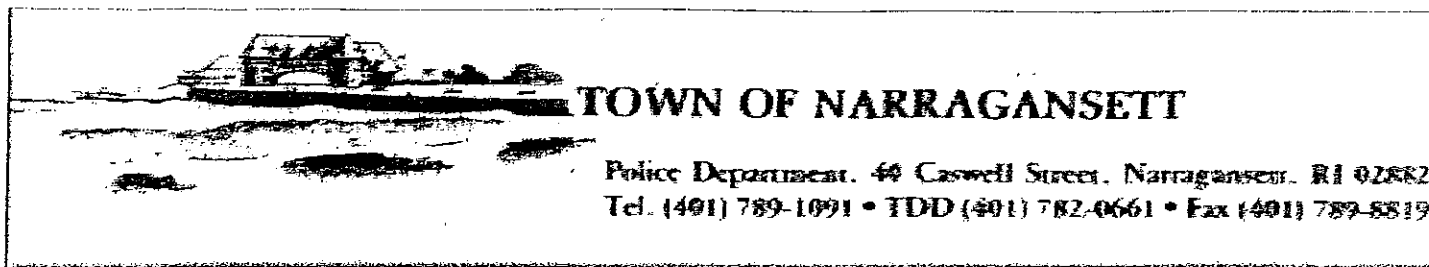 TOWN OF NARRAGANSETT
Police Department, 40 Caswell Street, Narragansett, RI 02882
Tel. (401) 789-1091 • TDD (401) 782-0661 • Fax (401) 789-8819